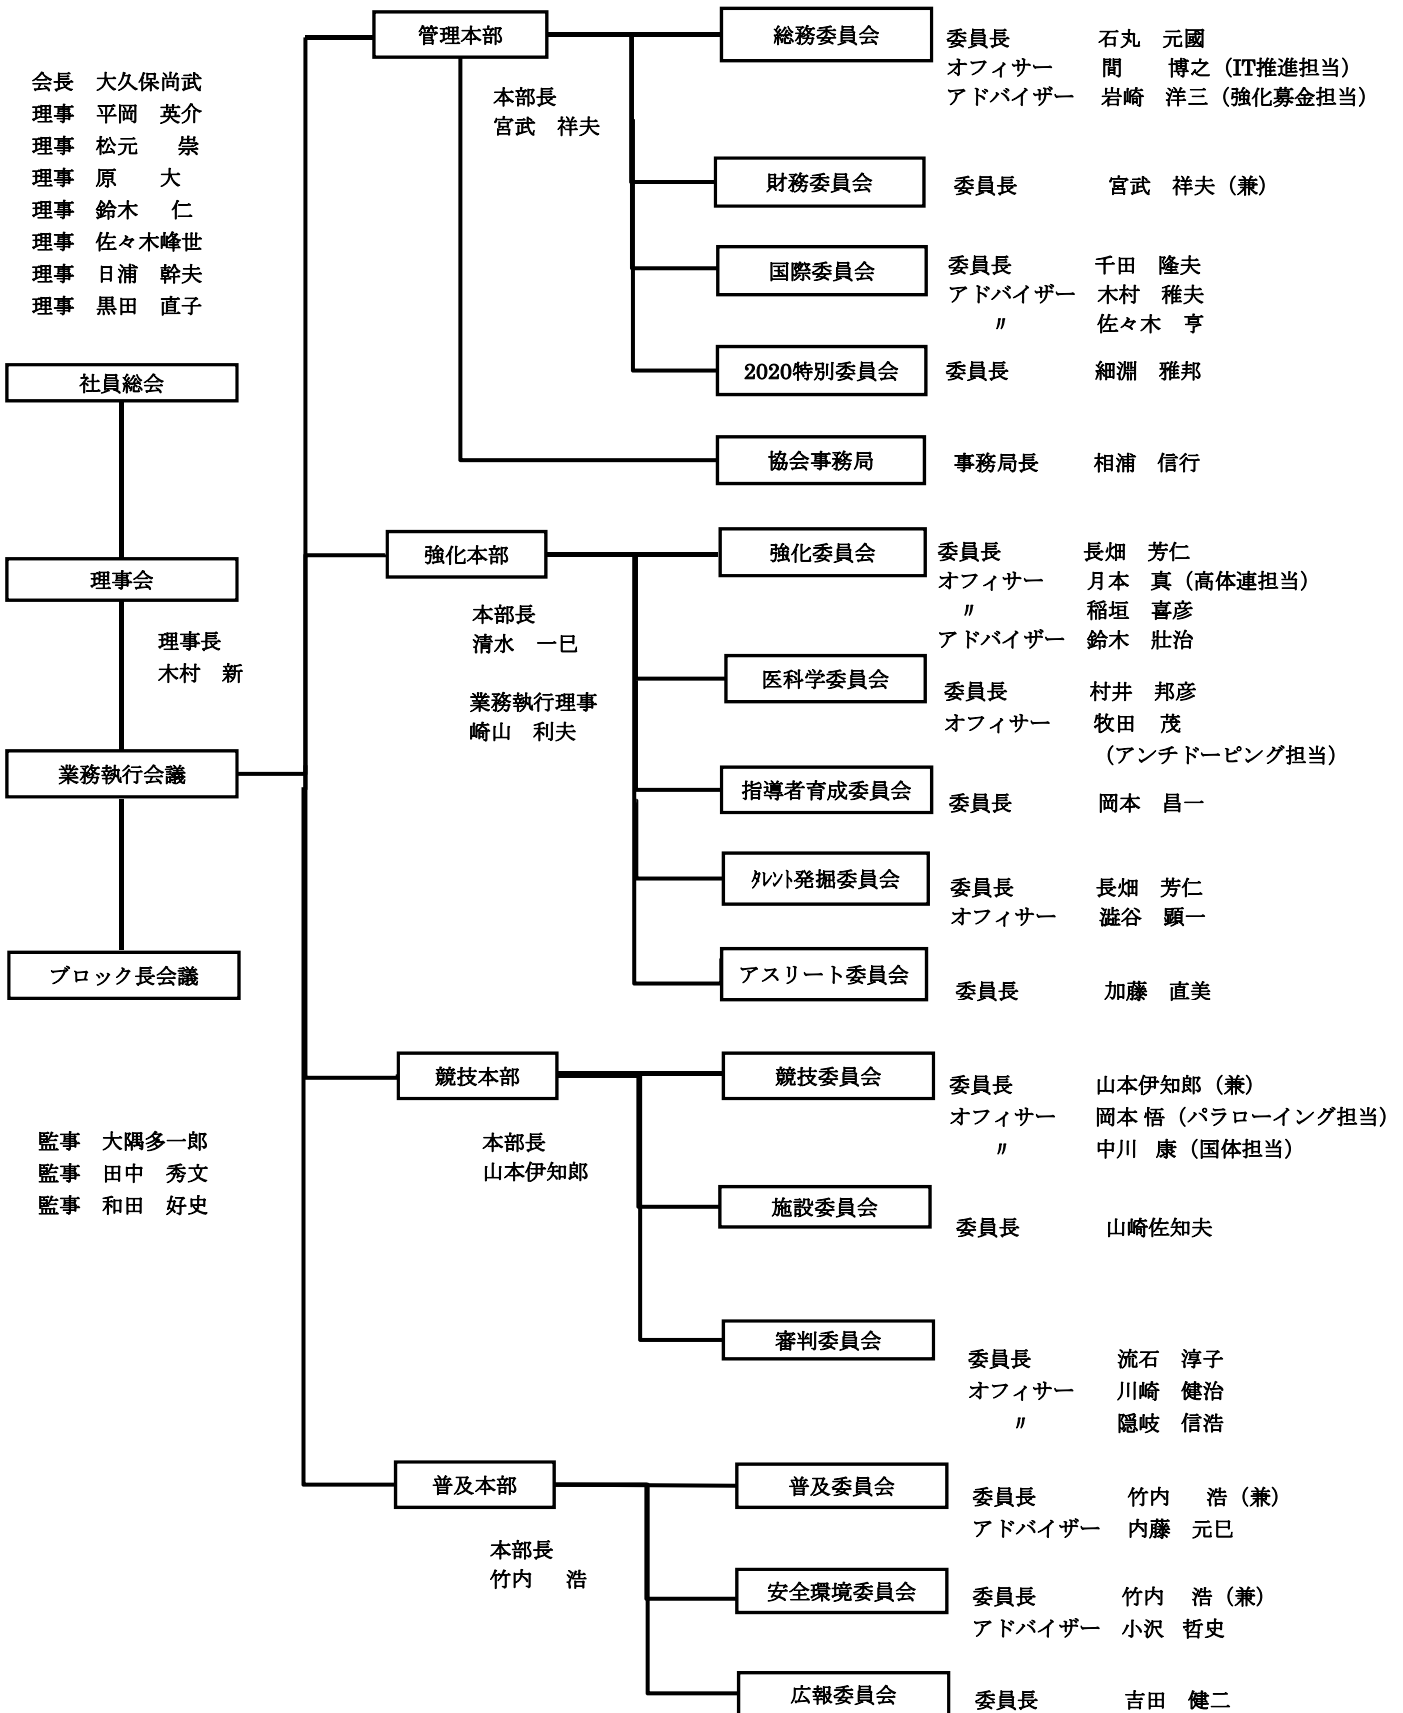 会長　大久保尚武
理事　平岡　英介
理事　松元　崇
理事　原　大
理事　鈴木　仁
理事　佐々木峰世
理事　日浦　幹夫
理事　黒田　直子
社員総会
理事会
理事長
木村　新
業務執行会議
ブロック長会議
監事　大隅多一郎
監事　田中　秀文
監事　和田　好史
管理本部
本部長
宮武　祥夫
総務委員会
委員長　石丸　元國
オフィサー　間　博之（IT推進担当）
アドバイザー　岩崎　洋三（強化募金担当）
財務委員会
委員長　宮武　祥夫（兼）
国際委員会
委員長　千田　隆夫
アドバイザー　木村　稚夫
〃　佐々木　亨
2020特別委員会
委員長　細淵　雅邦
協会事務局
事務局長　相浦　信行
強化本部
本部長
清水　一巳
業務執行理事
崎山　利夫
強化委員会
委員長　長畑　芳仁
オフィサー　月本　真（高体連担当）
〃　稲垣　喜彦
アドバイザー　鈴木　壯治
医科学委員会
委員長　村井　邦彦
オフィサー　牧田　茂
（アンチドーピング担当）
指導者育成委員会
委員長　岡本　昌一
ﾀﾚﾝﾄ発掘委員会
委員長　長畑　芳仁
オフィサー　澁谷　顕一
アスリート委員会
委員長　加藤　直美
競技本部
本部長
山本伊知郎
競技委員会
委員長　山本伊知郎（兼）
オフィサー　岡本 悟（パラローイング担当）
〃　中川　康（国体担当）
施設委員会
委員長　山崎佐知夫
審判委員会
委員長　流石　淳子
オフィサー　川崎　健治
〃　隠岐　信浩
普及本部
本部長
竹内　浩
普及委員会
委員長　竹内　浩（兼）
アドバイザー　内藤　元巳
安全環境委員会
委員長　竹内　浩（兼）
アドバイザー　小沢　哲史
広報委員会
委員長　吉田　健二